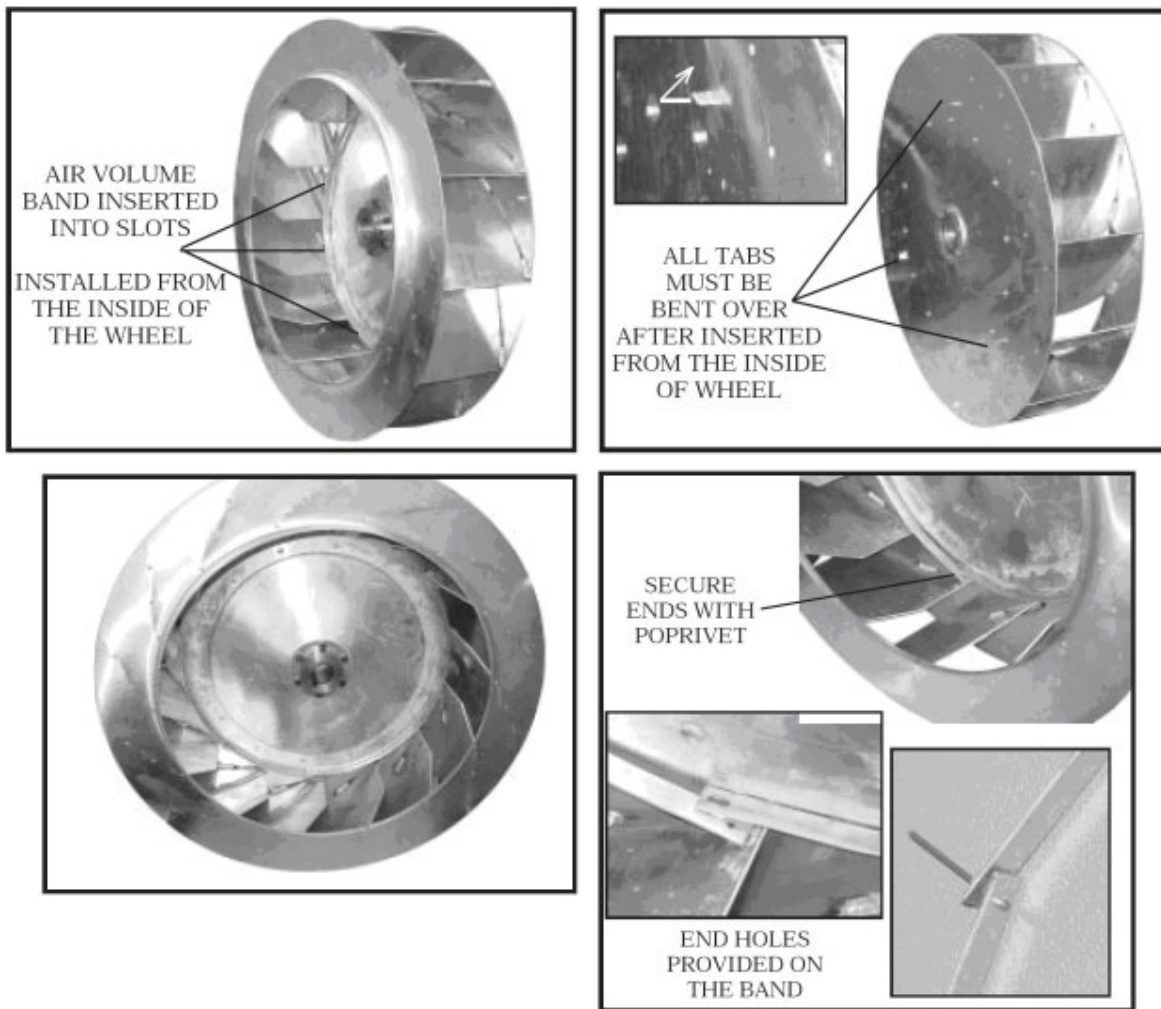 AIR VOLUME
BAND INSERTED
INTO SLOTS
INSTALLED FROM
THE INSIDE OF
THE WHEEL
ALL TABS
MUST BE
BENT OVER
AFTER INSERTED
FROM THE INSIDE
OF WHEEL
SECURE
ENDS WITH
POPRIVET
END HOLES
PROVIDED ON
THE BAND